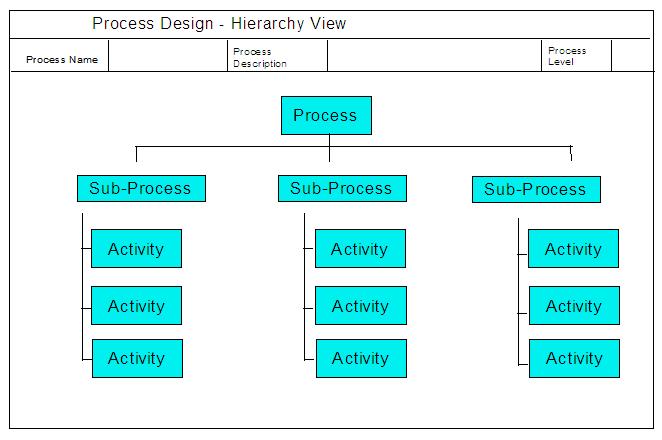 Process Design - Hierarchy View
Process Name
Process
Description
Process
Level
Process
Sub-Process
Sub-Process
Sub-Process
Activity
Activity
Activity
Activity
Activity
Activity
Activity
Activity
Activity